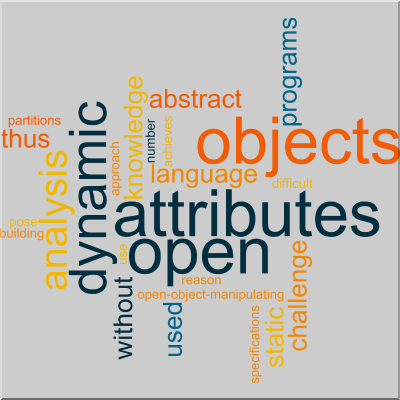 programs
abstract
partitions
thus
objects
dynamic
knowledge
number
achieves
approach
analysis
language
difficult
attributes
pose
building
open
use
reason
open-object-manipulating
without
used
challenge
static
specifications